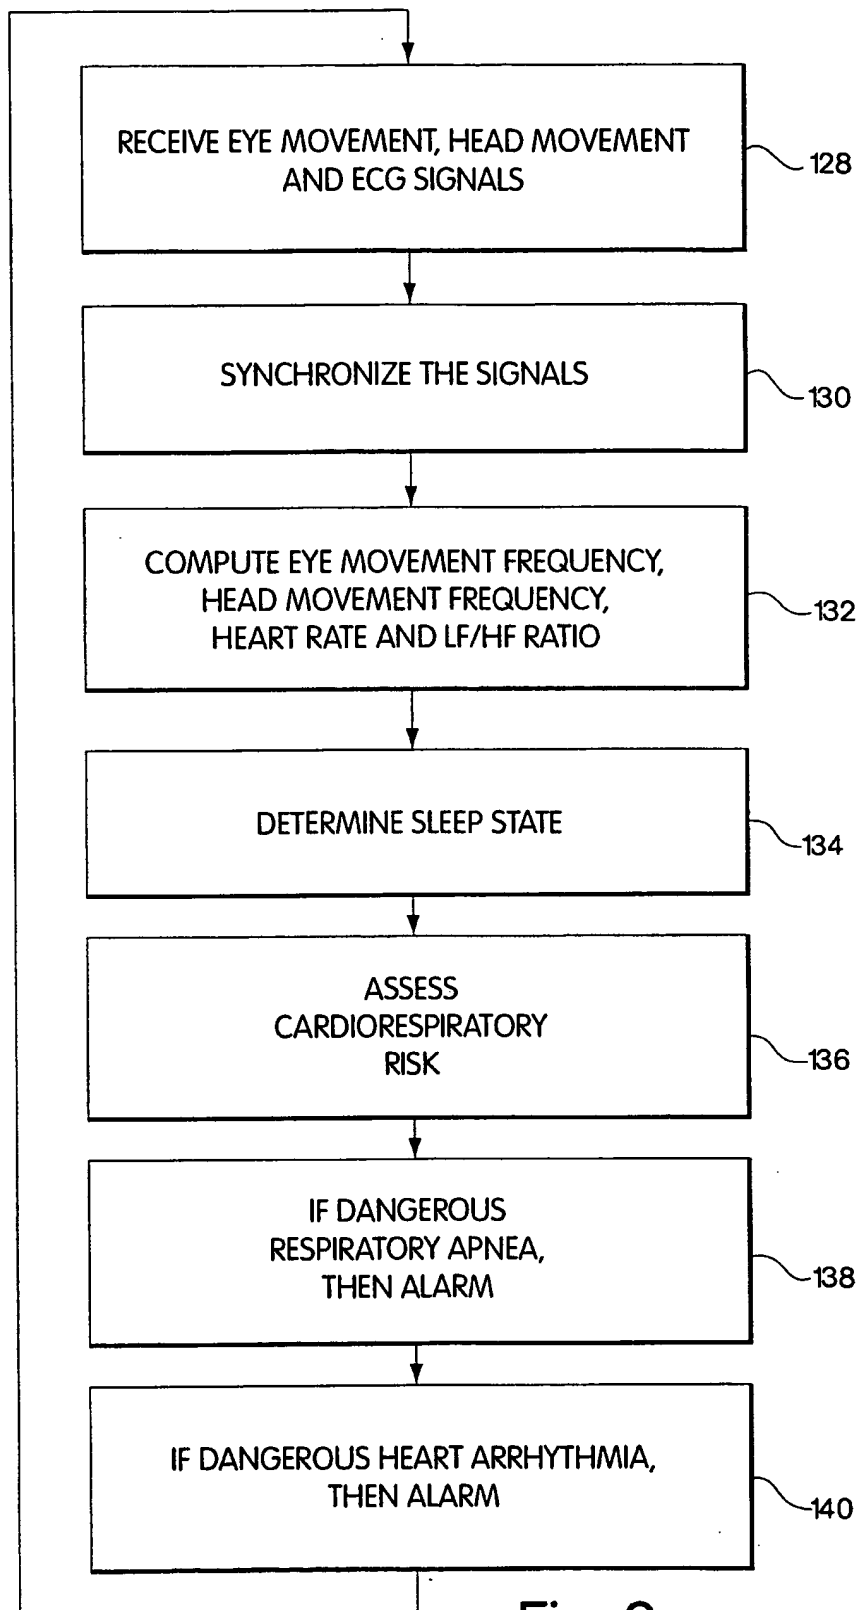 RECEIVE EYE MOVEMENT, HEAD MOVEMENT
AND ECG SIGNALS
128
SYNCHRONIZE THE SIGNALS
130
COMPUTE EYE MOVEMENT FREQUENCY,
HEAD MOVEMENT FREQUENCY,
HEART RATE AND LF/HF RATIO
132
DETERMINE SLEEP STATE
134
ASSESS
CARDIORESPIRATORY
RISK
136
IF DANGEROUS
RESPIRATORY APNEA,
THEN ALARM
138
IF DANGEROUS HEART ARRHYTHMIA,
THEN ALARM
140